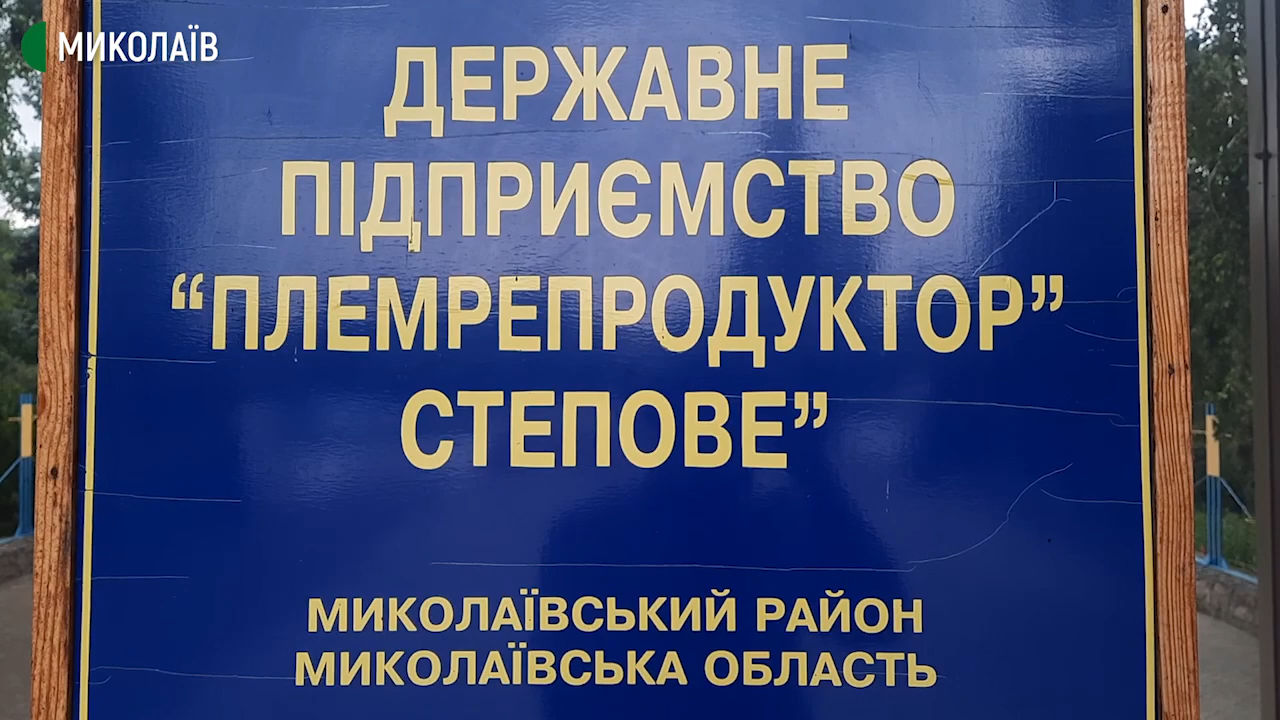 МИКОЛАЇВ
ДЕРЖАВНЕ
ПІДПРИЄМСТВО
“ПЛЕМРЕПРОДУКТОР”
СТЕПОВЕ”
МИКОЛАЇВСЬКИЙ РАЙОН
МИКОЛАЇВСЬКА ОБЛАСТЬ